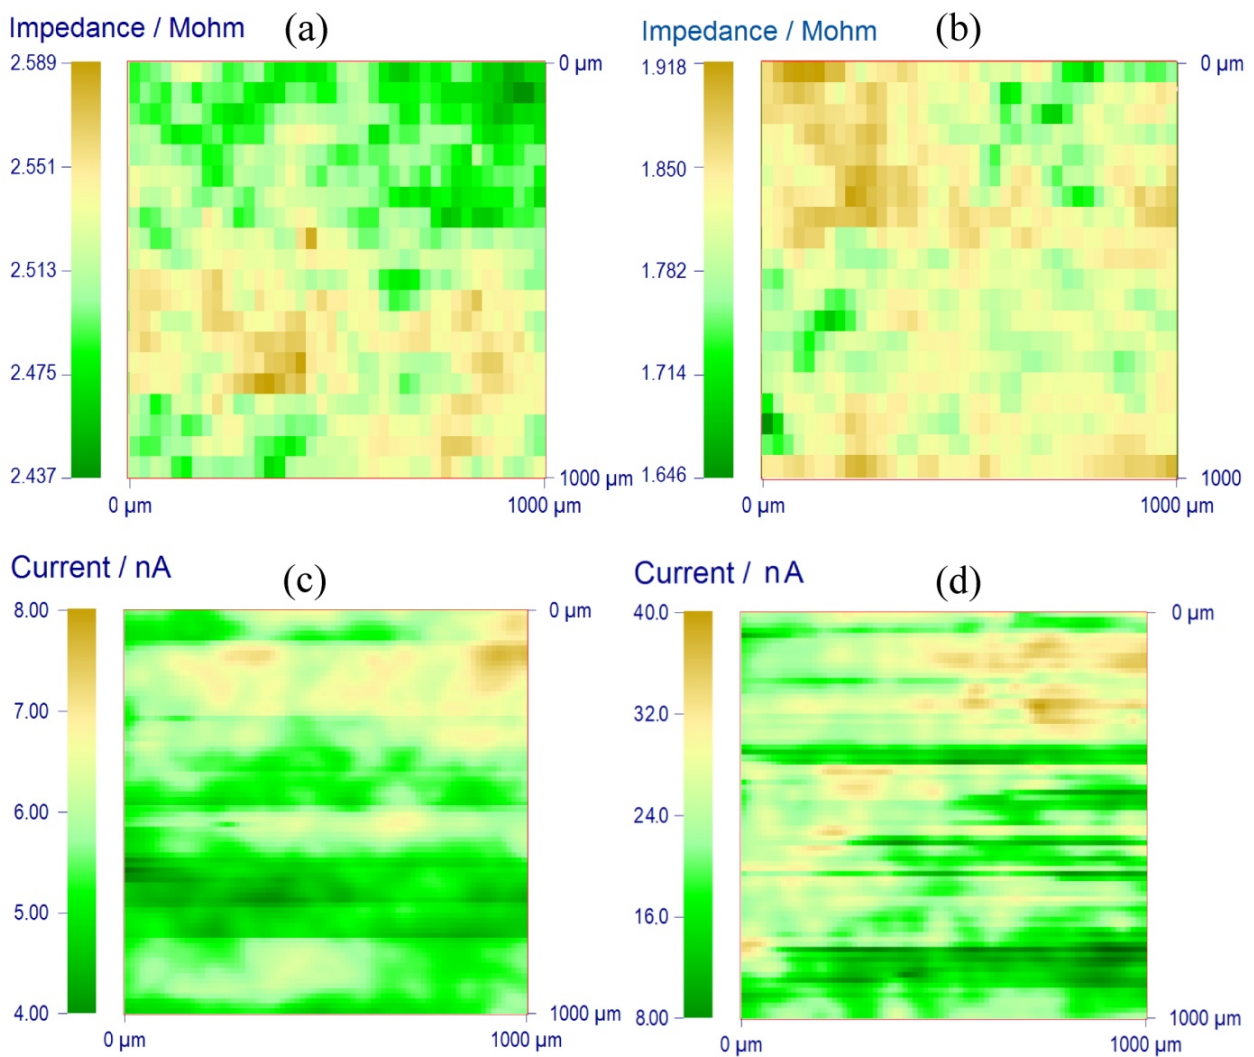 Impedance / Mohm (a)
2.589
2.551
2.513
2.475
2.437
0 µm
1000 µm
0 µm
1000 µm
Impedance / Mohm (b)
1.918
1.850
1.782
1.714
1.646
0 µm
1000
0 µm
1000 µm
Current / nA (c)
8.00
7.00
6.00
5.00
4.00
0 µm
1000 µm
0 µm
1000 µm
Current / nA (d)
40.0
32.0
24.0
16.0
8.00
0 µm
1000 µm
0 µm
1000 µm